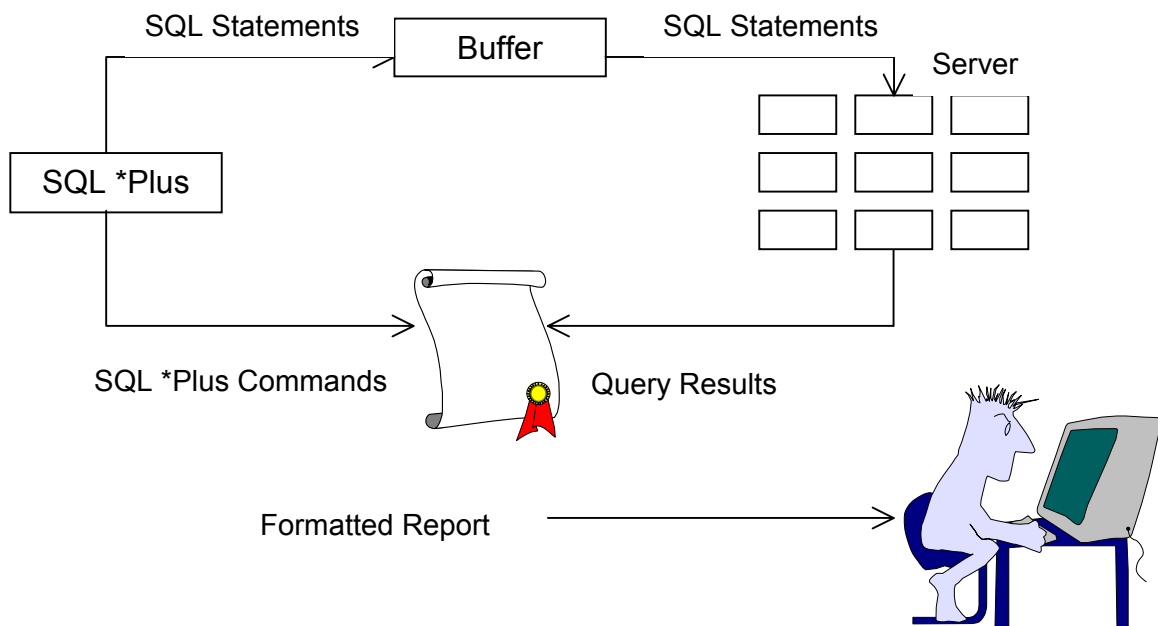 SQL Statements
Buffer
SQL Statements
Server
SQL *Plus
SQL *Plus Commands
Query Results
Formatted Report